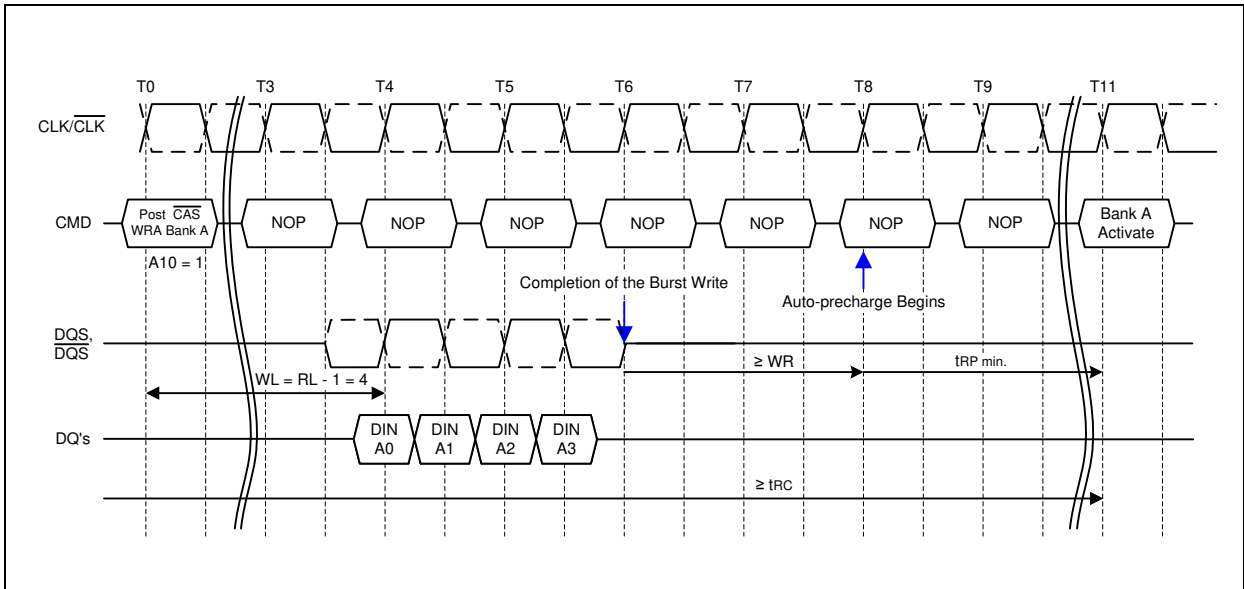 T0 T3 T4 T5 T6 T7 T8 T9 T11
CLK/CLK
CMD
Post CAS
WRA Bank A
NOP NOP NOP NOP NOP NOP NOP
Bank A
Activate
A10 = 1
Completion of the Burst Write
Auto-precharge Begins
DQS,
DQS
≥ WR
tRP min.
WL = RL - 1 = 4
DQ's
DIN
A0
DIN
A1
DIN
A2
DIN
A3
≥ tRC